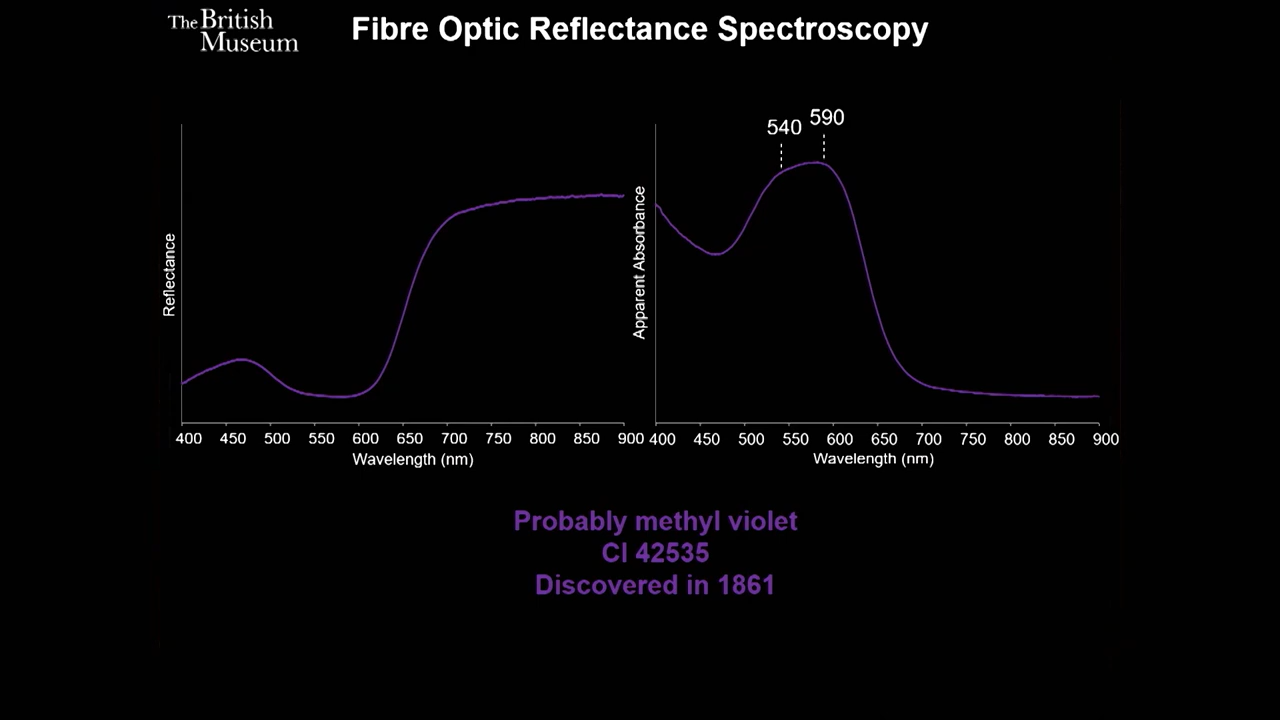 The British
Museum
Fibre Optic Reflectance Spectroscopy
540 590
Reflectance
Apparent Absorbance
400 450 500 550 600 650 700 750 800 850 900
Wavelength (nm)
400 450 500 550 600 650 700 750 800 850 900
Wavelength (nm)
Probably methyl violet
CI 42535
Discovered in 1861